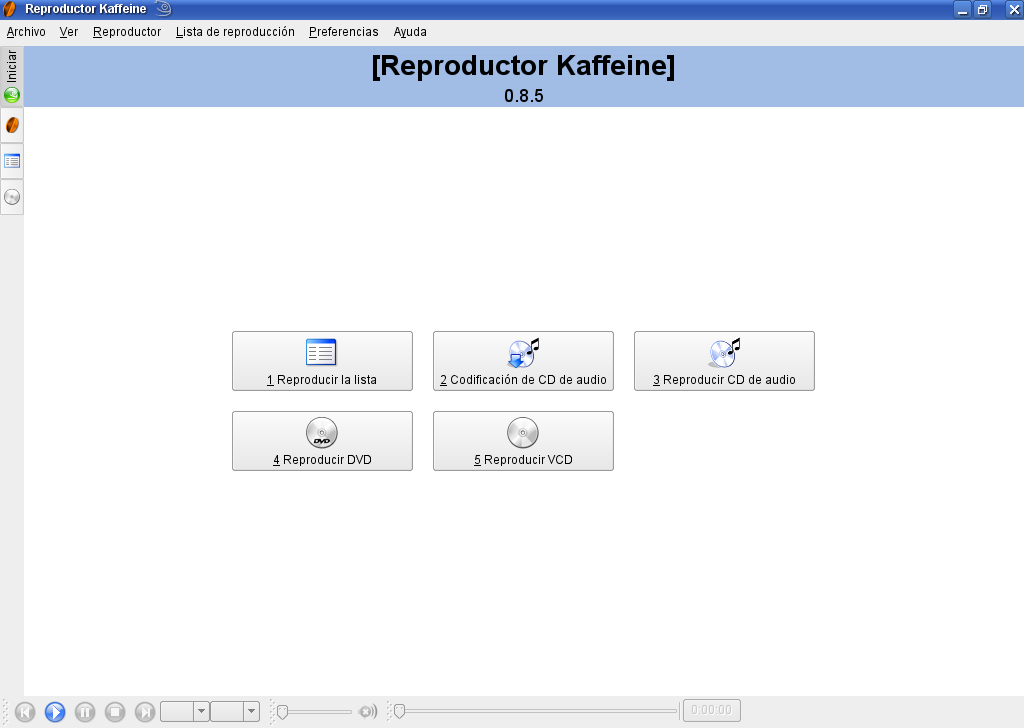 Reproductor Kaffeine
Archivo Ver Reproductor Lista de reproducción Preferencias Ayuda
Iniciar
[Reproductor Kaffeine]
0.8.5
1 Reproducir la lista
2 Codificación de CD de audio
3 Reproducir CD de audio
DVD
4 Reproducir DVD
5 Reproducir VCD
0:00:00